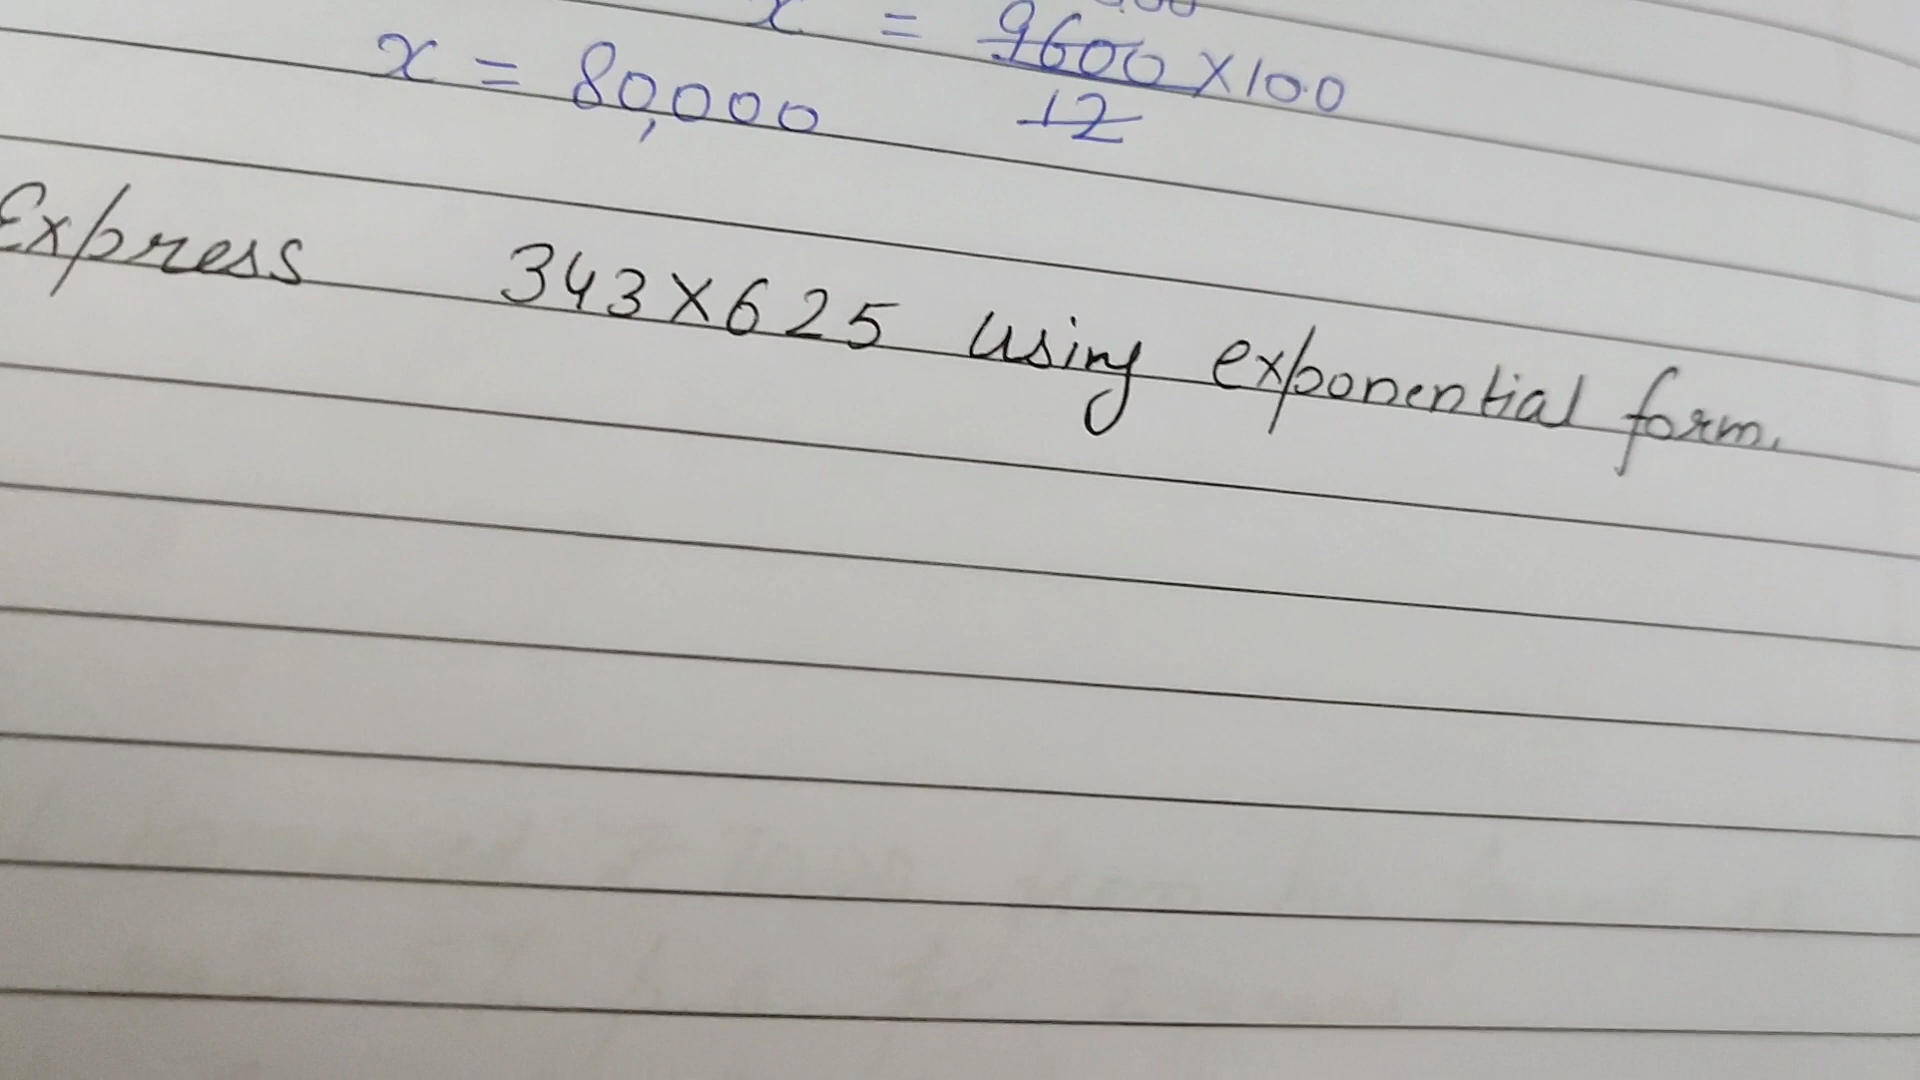 x = 9600 x 100
12
x = 80,000
Express 343 x 625 using exponential form.